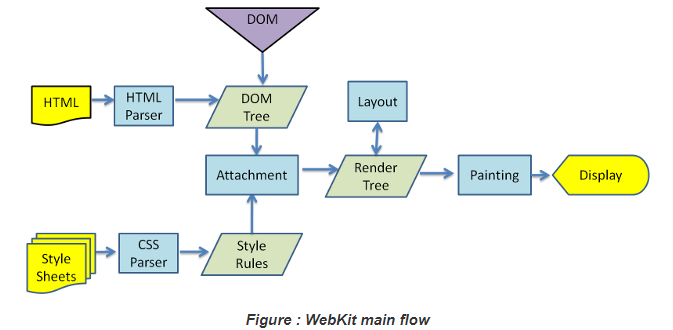 DOM
HTML
HTML
Parser
DOM
Tree
Layout
Attachment
Render
Tree
Painting
Display
Style
Sheets
CSS
Parser
Style
Rules
Figure : WebKit main flow